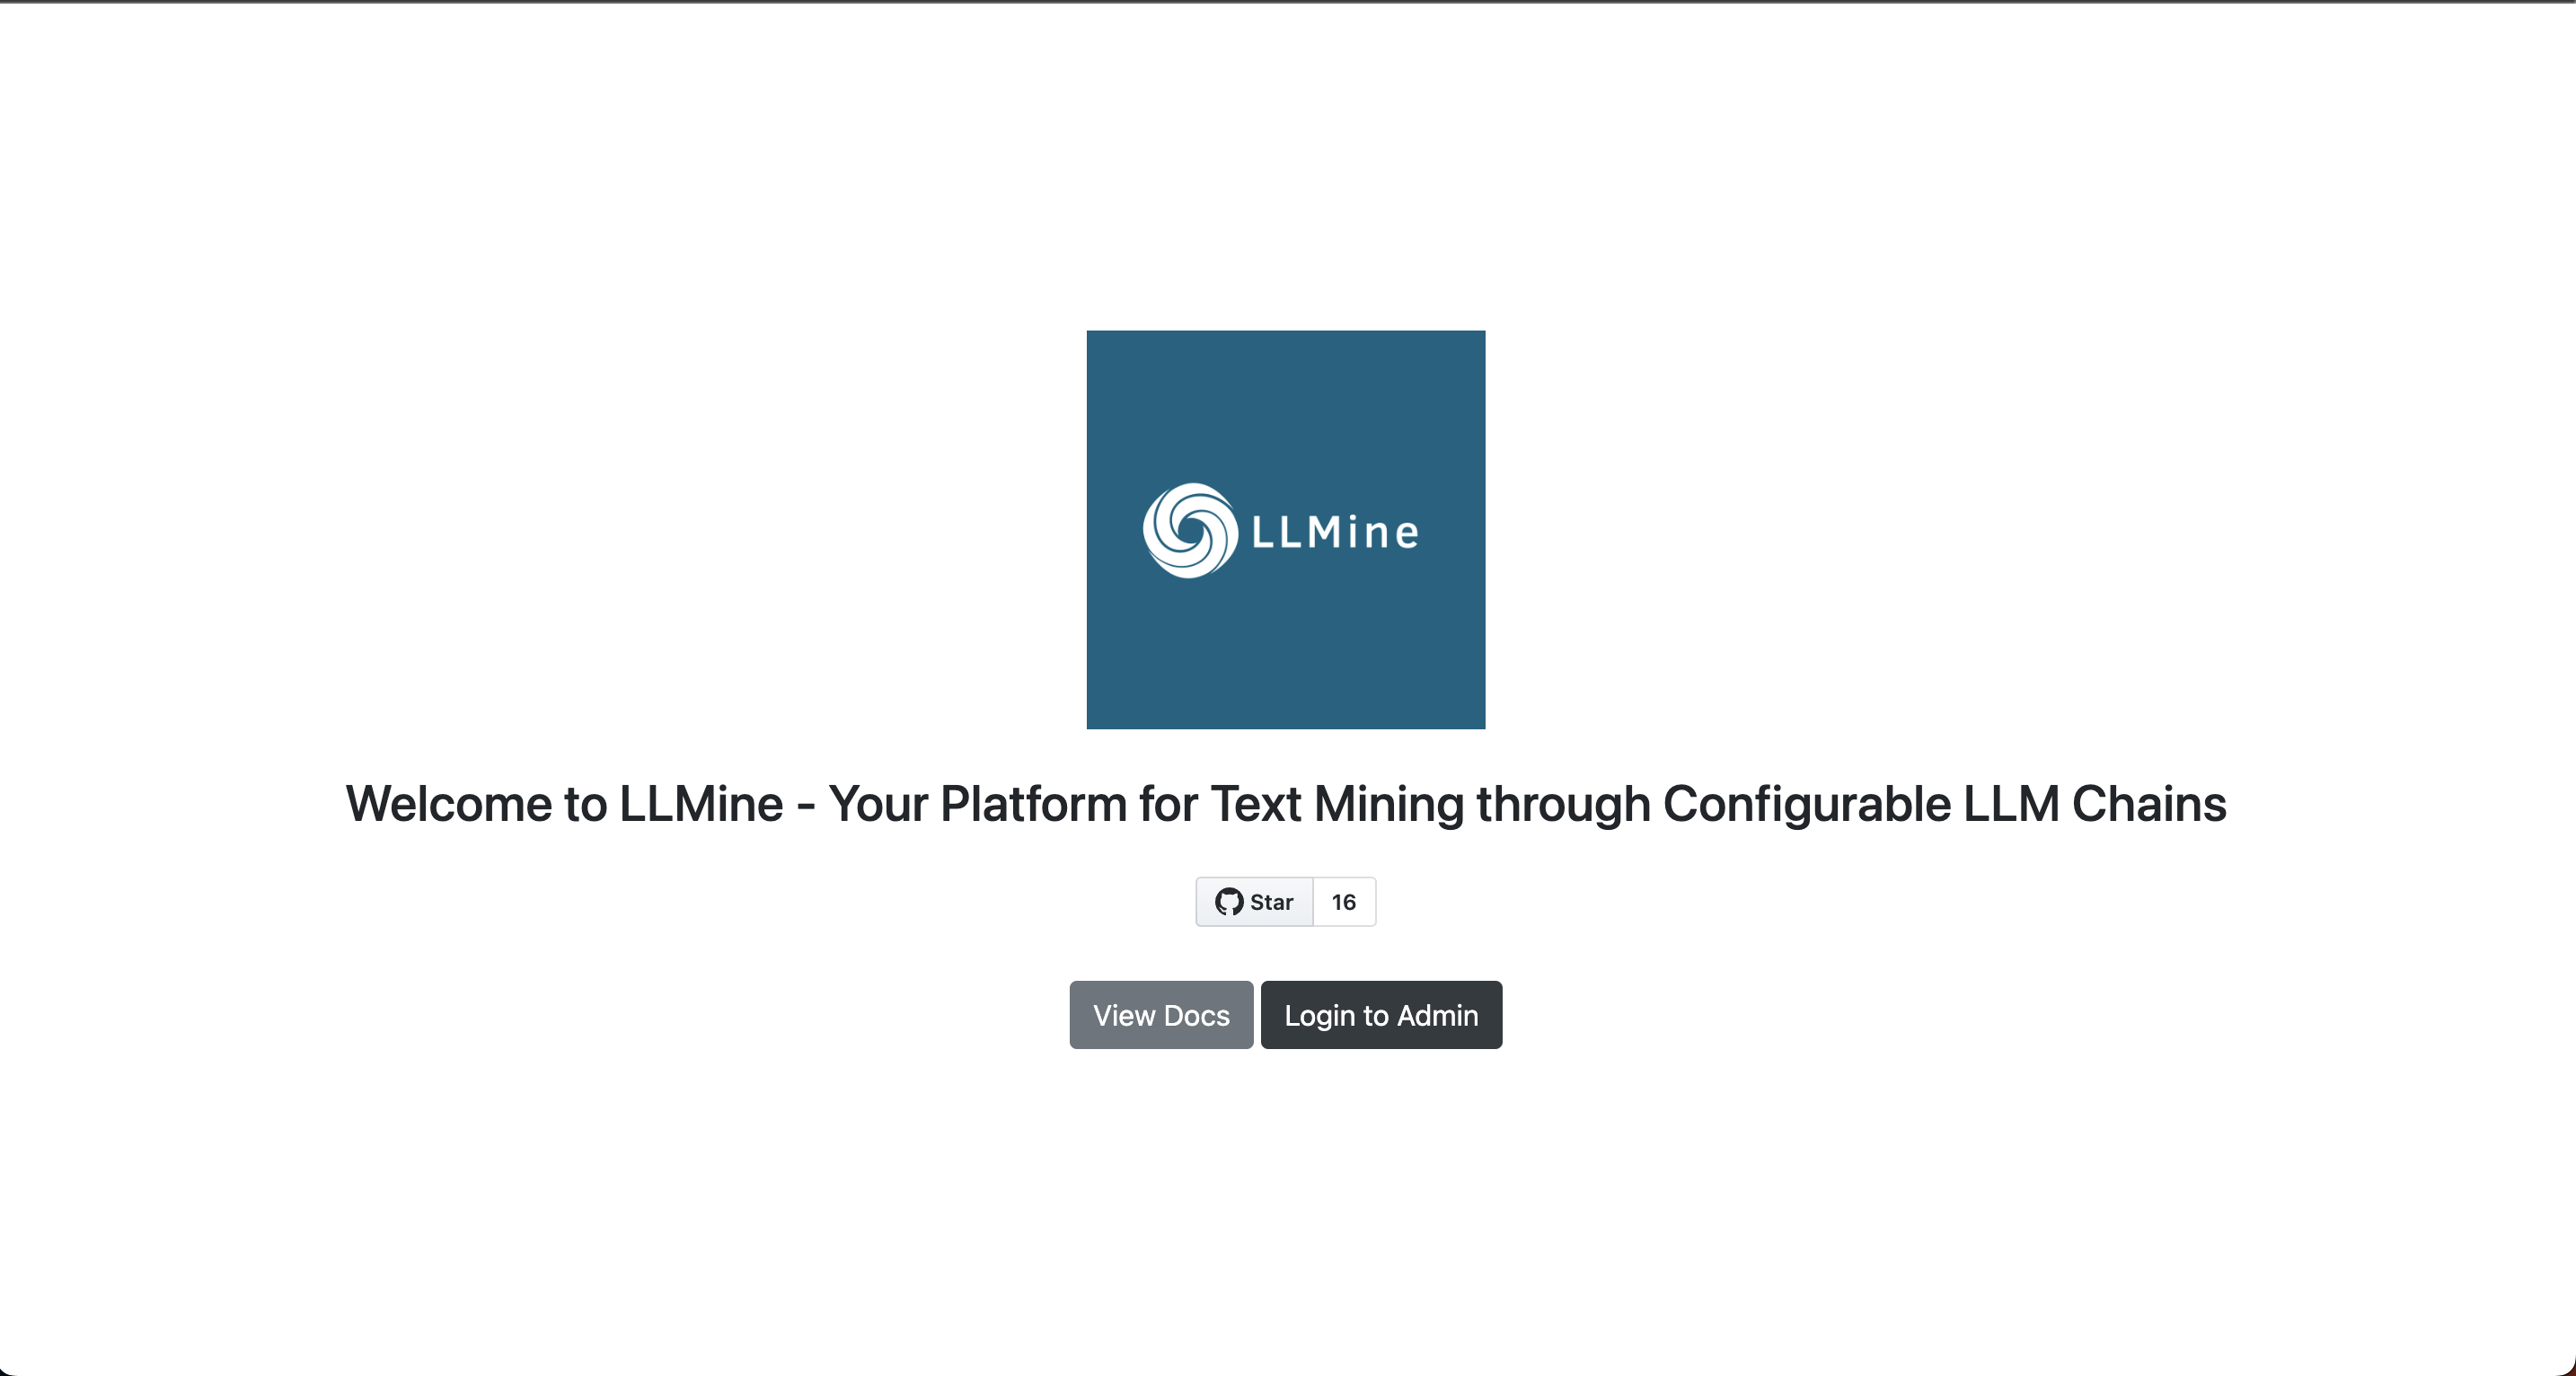 LLMine
Welcome to LLMine - Your Platform for Text Mining through Configurable LLM Chains
Star 16
View Docs Login to Admin